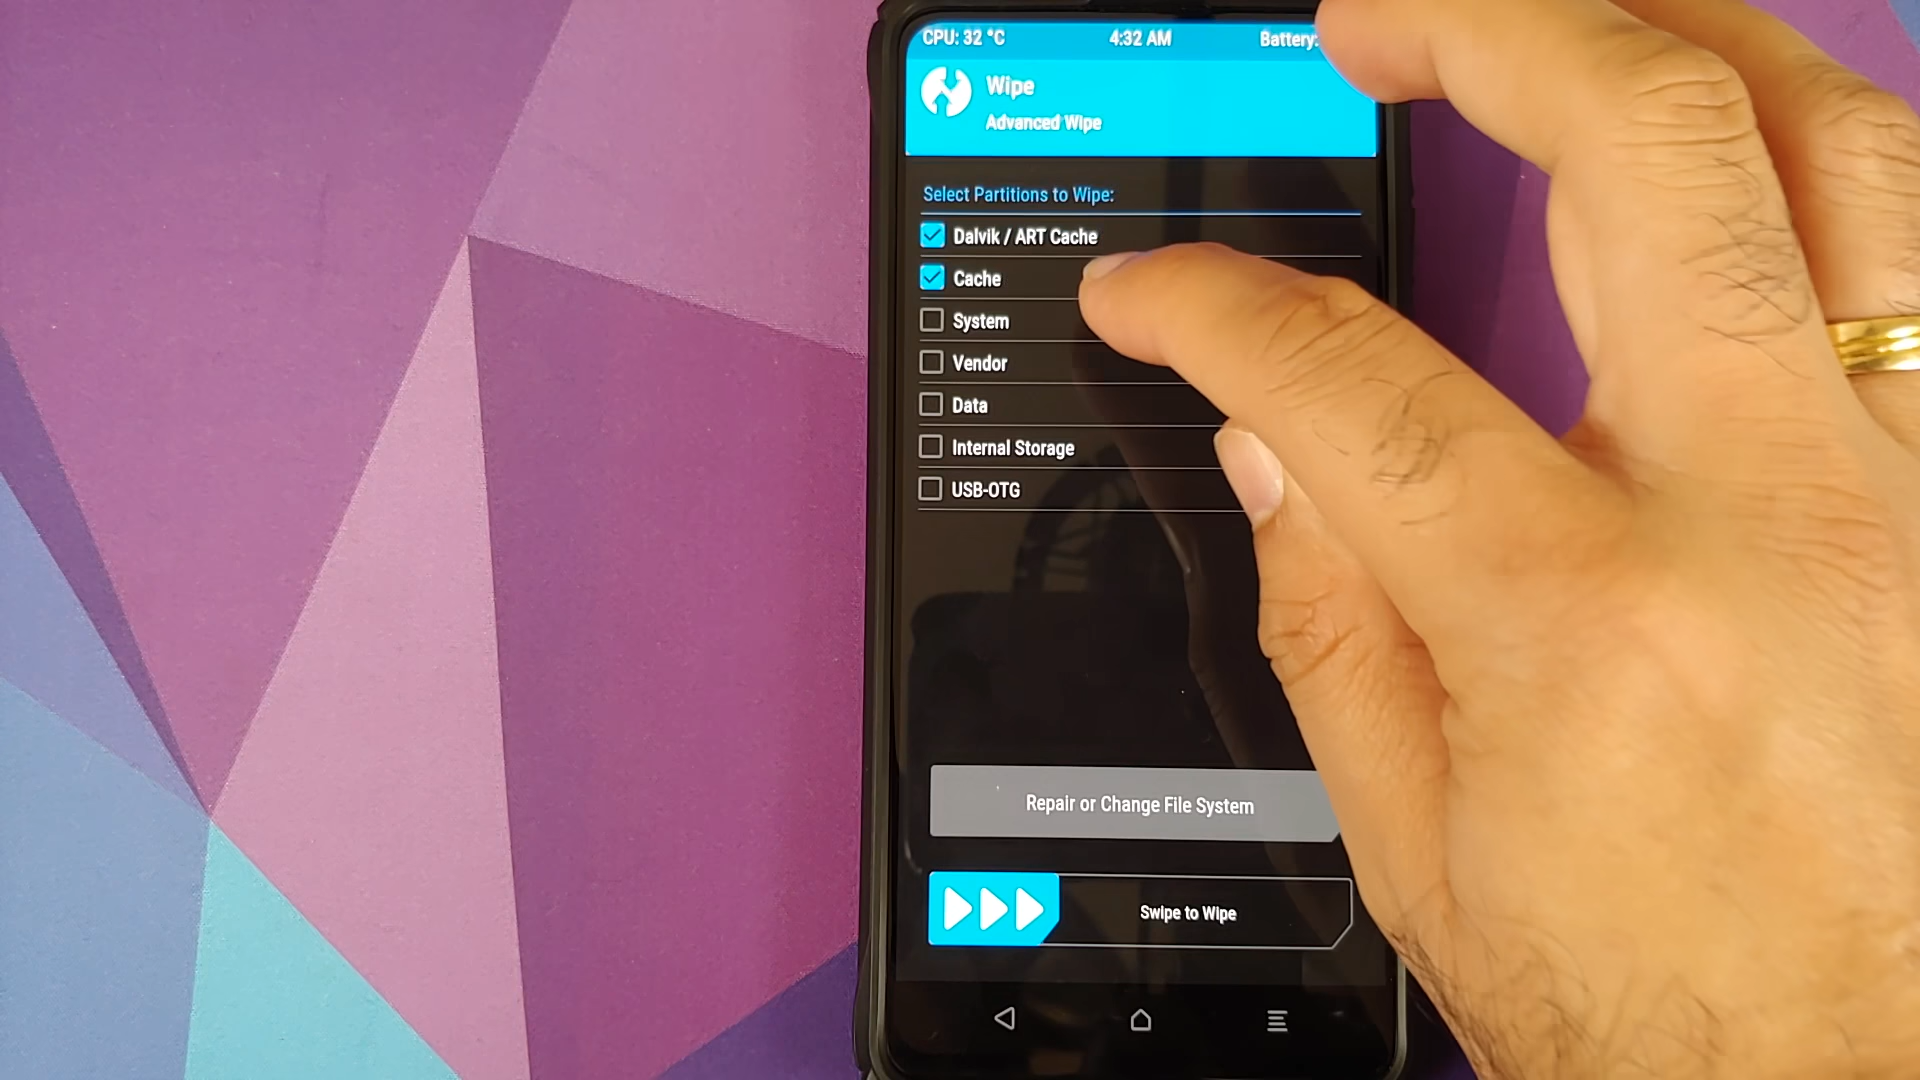 CPU: 32 °C 4:32 AM Battery:
Wipe
Advanced Wipe
Select Partitions to Wipe:
Dalvik / ART Cache
Cache
System
Vendor
Data
Internal Storage
USB-OTG
Repair or Change File System
Swipe to Wipe